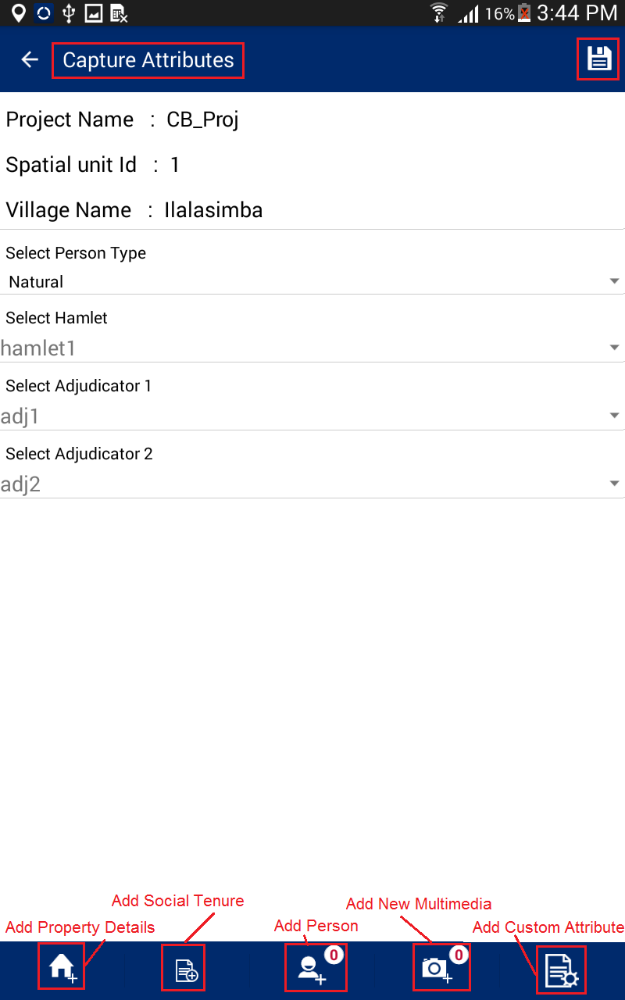 16% 3:44 PM
Capture Attributes
Project Name : CB_Proj
Spatial unit Id : 1
Village Name : Ilalasimba
Select Person Type
Natural
Select Hamlet
hamlet1
Select Adjudicator 1
adj1
Select Adjudicator 2
adj2
Add Social Tenure
Add New Multimedia
Add Property Details
Add Person
Add Custom Attribute
0
0